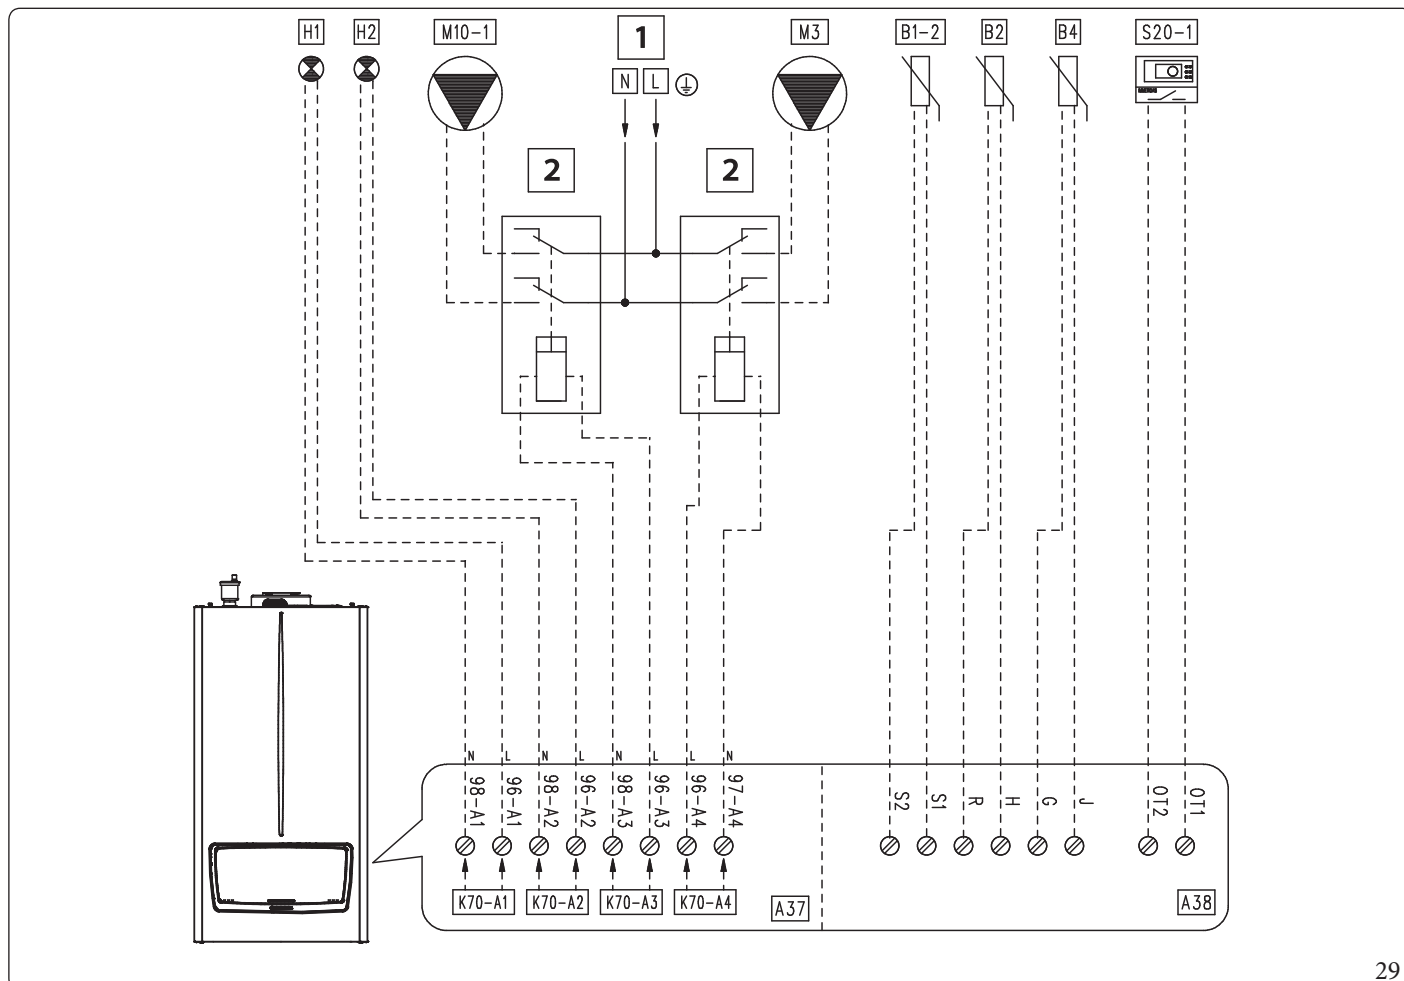 H1 H2 M10-1 1 M3 B1-2 B2 B4 S20-1
N L
2 2
N L N L N L L N
98-A1 96-A1 98-A2 96-A2 98-A3 96-A3 96-A4 97-A4 S2 S1 R H G J OT2 OT1
K70-A1 K70-A2 K70-A3 K70-A4 A37 A38
29